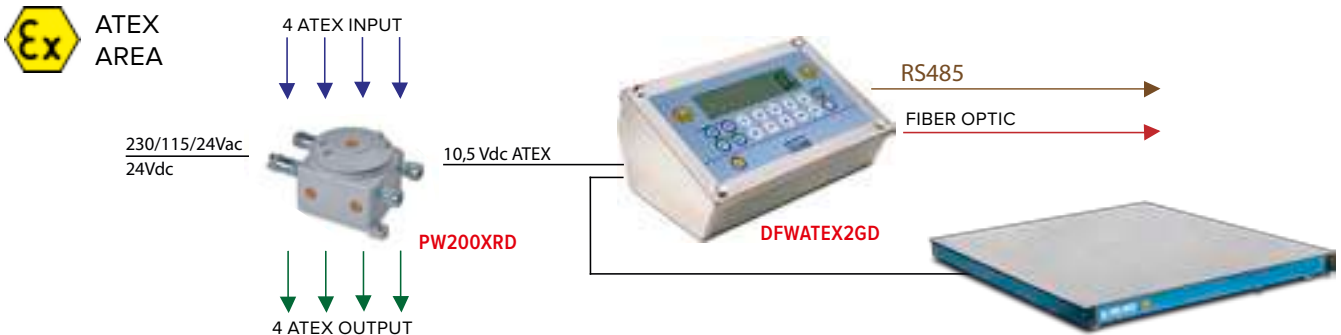 Ex
ATEX
AREA
4 ATEX INPUT
230/115/24Vac
24Vdc
10,5 Vdc ATEX
PW200XRD
4 ATEX OUTPUT
RS485
FIBER OPTIC
DFWATEX2GD